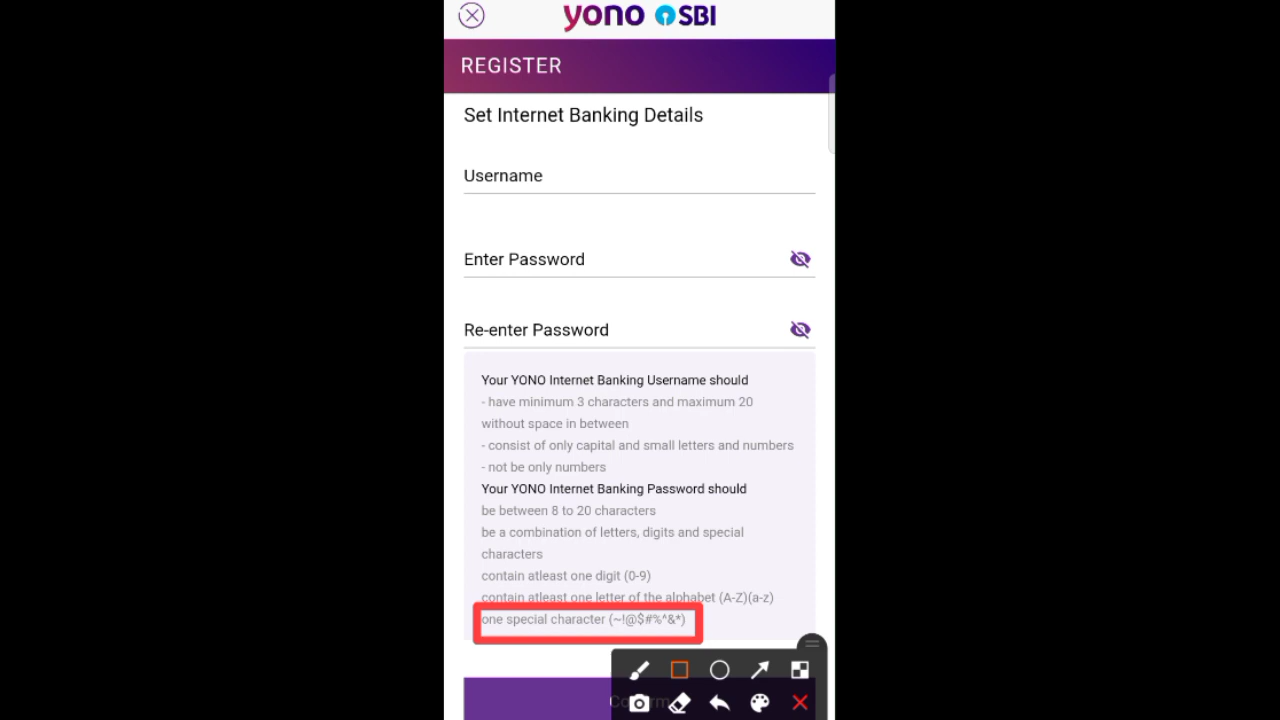 yono SBI
REGISTER
Set Internet Banking Details
Username
Enter Password
Re-enter Password
Your YONO Internet Banking Username should
- have minimum 3 characters and maximum 20
without space in between
- consist of only capital and small letters and numbers
- not be only numbers
Your YONO Internet Banking Password should
be between 8 to 20 characters
be a combination of letters, digits and special
characters
contain atleast one digit (0-9)
contain atleast one letter of the alphabet (A-Z)(a-z)
one special character (~!@$#%^&*)